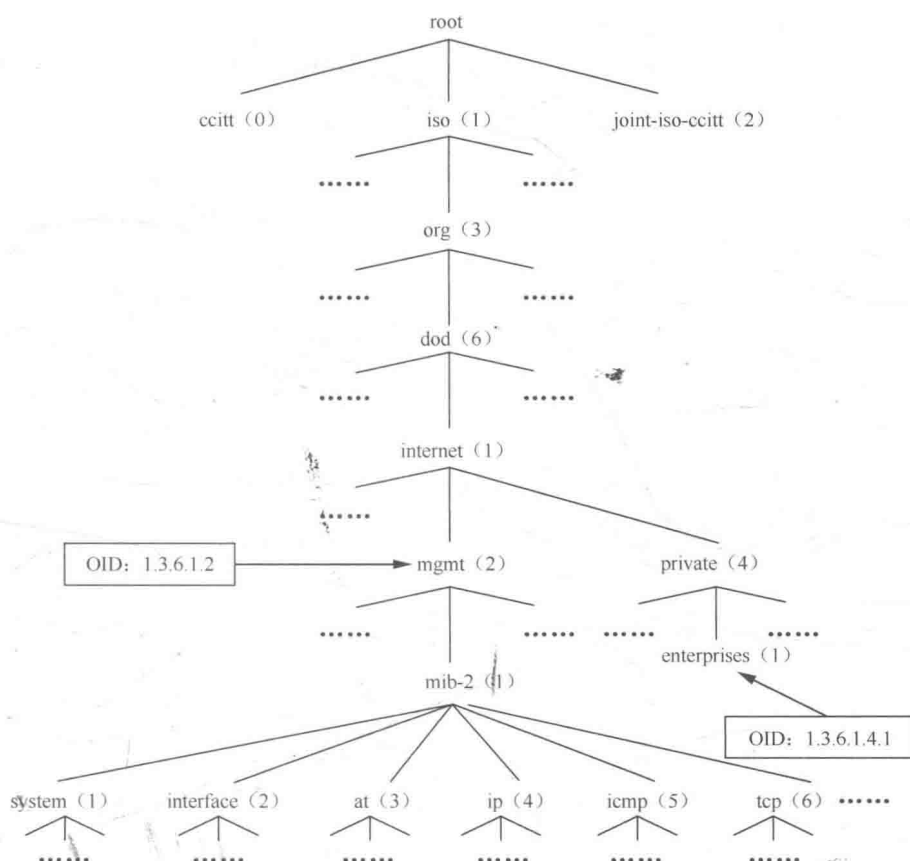 root
ccitt（0） iso（1） joint-iso-ccitt（2）
…… ……
org（3）
…… ……
dod（6）
…… ……
internet（1）
……
OID：1.3.6.1.2 mgmt（2） private（4）
…… …… …… ……
enterprises（1）
mib-2（1）
OID：1.3.6.1.4.1
system（1） interface（2） at（3） ip（4） icmp（5） tcp（6） ……
…… …… …… …… …… ……